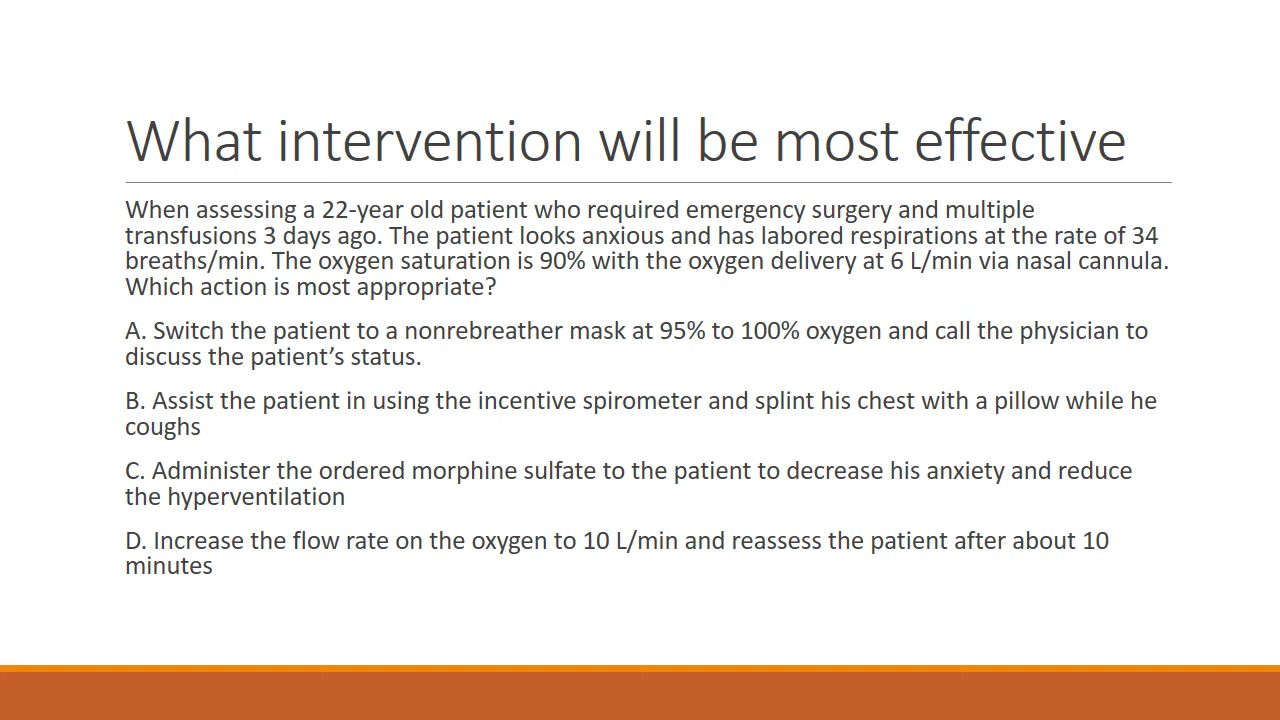 What intervention will be most effective
When assessing a 22-year old patient who required emergency surgery and multiple
transfusions 3 days ago. The patient looks anxious and has labored respirations at the rate of 34
breaths/min. The oxygen saturation is 90% with the oxygen delivery at 6 L/min via nasal cannula.
Which action is most appropriate?
A. Switch the patient to a nonrebreather mask at 95% to 100% oxygen and call the physician to
discuss the patient’s status.
B. Assist the patient in using the incentive spirometer and splint his chest with a pillow while he
coughs
C. Administer the ordered morphine sulfate to the patient to decrease his anxiety and reduce
the hyperventilation
D. Increase the flow rate on the oxygen to 10 L/min and reassess the patient after about 10
minutes